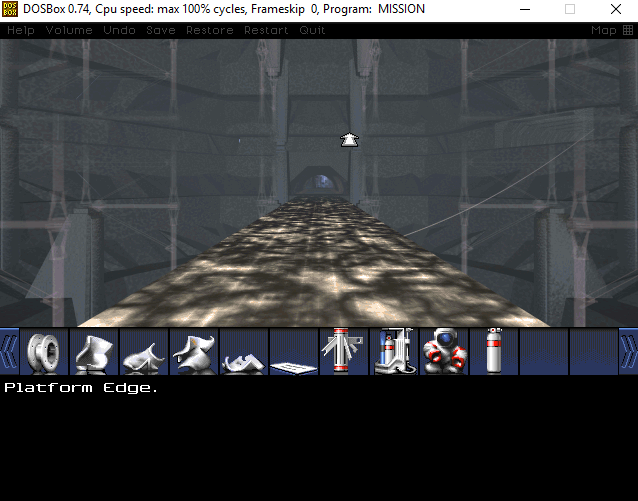 DOSBox 0.74, Cpu speed: max 100% cycles, Frameskip 0, Program: MISSION
Help Volume Undo Save Restore Restart Quit Map
Platform Edge.